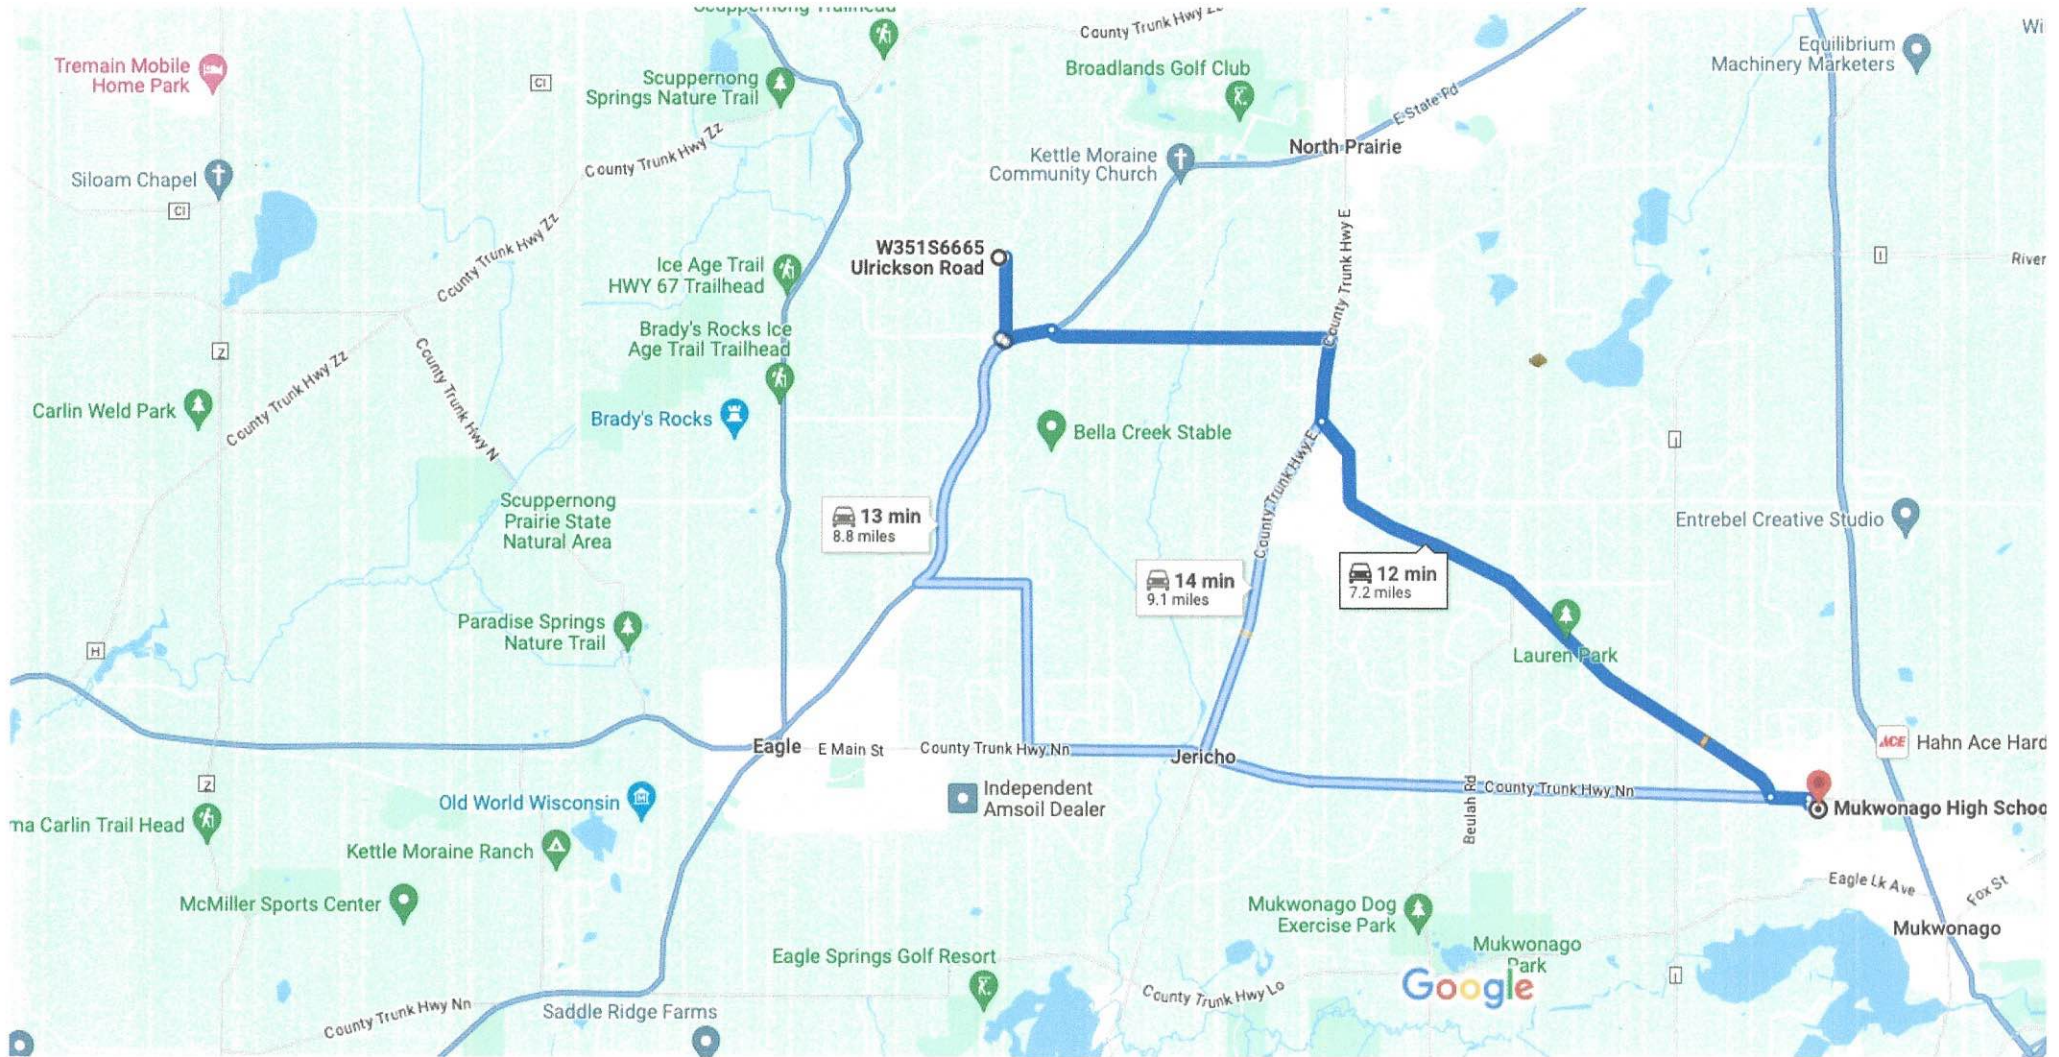 Scuppernong Trailhead
County Trunk Hwy Zz
Wi
Tremain Mobile
Home Park
CI
Scuppernong
Springs Nature Trail
Broadlands Golf Club
Equilibrium
Machinery Marketers
E State Rd
County Trunk Hwy Zz
North Prairie
Kettle Moraine
Community Church
Siloam Chapel
CI
County Trunk Hwy Zz
W351S6665
Ulrickson Road
County Trunk Hwy E
I
River
Ice Age Trail
HWY 67 Trailhead
Brady's Rocks Ice
Age Trail Trailhead
Z
County Trunk Hwy Zz
County Trunk Hwy N
Carlin Weld Park
Brady's Rocks
Bella Creek Stable
County Trunk Hwy E
I
Scuppernong
Prairie State
Natural Area
13 min
8.8 miles
Entrebel Creative Studio
14 min
9.1 miles
12 min
7.2 miles
Paradise Springs
Nature Trail
H
Lauren Park
Eagle
E Main St
County Trunk Hwy Nn
Jericho
ACE
Hahn Ace Hard
Z
Old World Wisconsin
Independent
Amsoil Dealer
Beulah Rd
County Trunk Hwy Nn
Mukwonago High Schoo
ma Carlin Trail Head
Kettle Moraine Ranch
McMiller Sports Center
Mukwonago Dog
Exercise Park
Eagle Lk Ave
Fox St
Mukwonago
Mukwonago
Park
Eagle Springs Golf Resort
Google
I
County Trunk Hwy Lo
County Trunk Hwy Nn
Saddle Ridge Farms